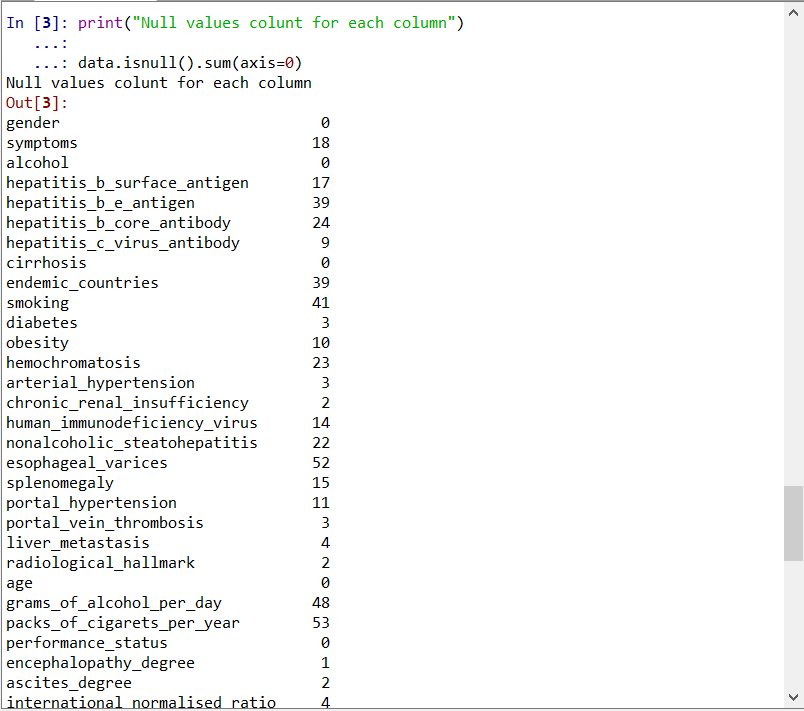 In [3]: print("Null values colunt for each column")
...:
...: data.isnull().sum(axis=0)
Null values colunt for each column
Out[3]:
gender 0
symptoms 18
alcohol 0
hepatitis_b_surface_antigen 17
hepatitis_b_e_antigen 39
hepatitis_b_core_antibody 24
hepatitis_c_virus_antibody 9
cirrhosis 0
endemic_countries 39
smoking 41
diabetes 3
obesity 10
hemochromatosis 23
arterial_hypertension 3
chronic_renal_insufficiency 2
human_immunodeficiency_virus 14
nonalcoholic_steatohepatitis 22
esophageal_varices 52
splenomegaly 15
portal_hypertension 11
portal_vein_thrombosis 3
liver_metastasis 4
radiological_hallmark 2
age 0
grams_of_alcohol_per_day 48
packs_of_cigarets_per_year 53
performance_status 0
encephalopathy_degree 1
ascites_degree 2
international_normalised_ratio 4